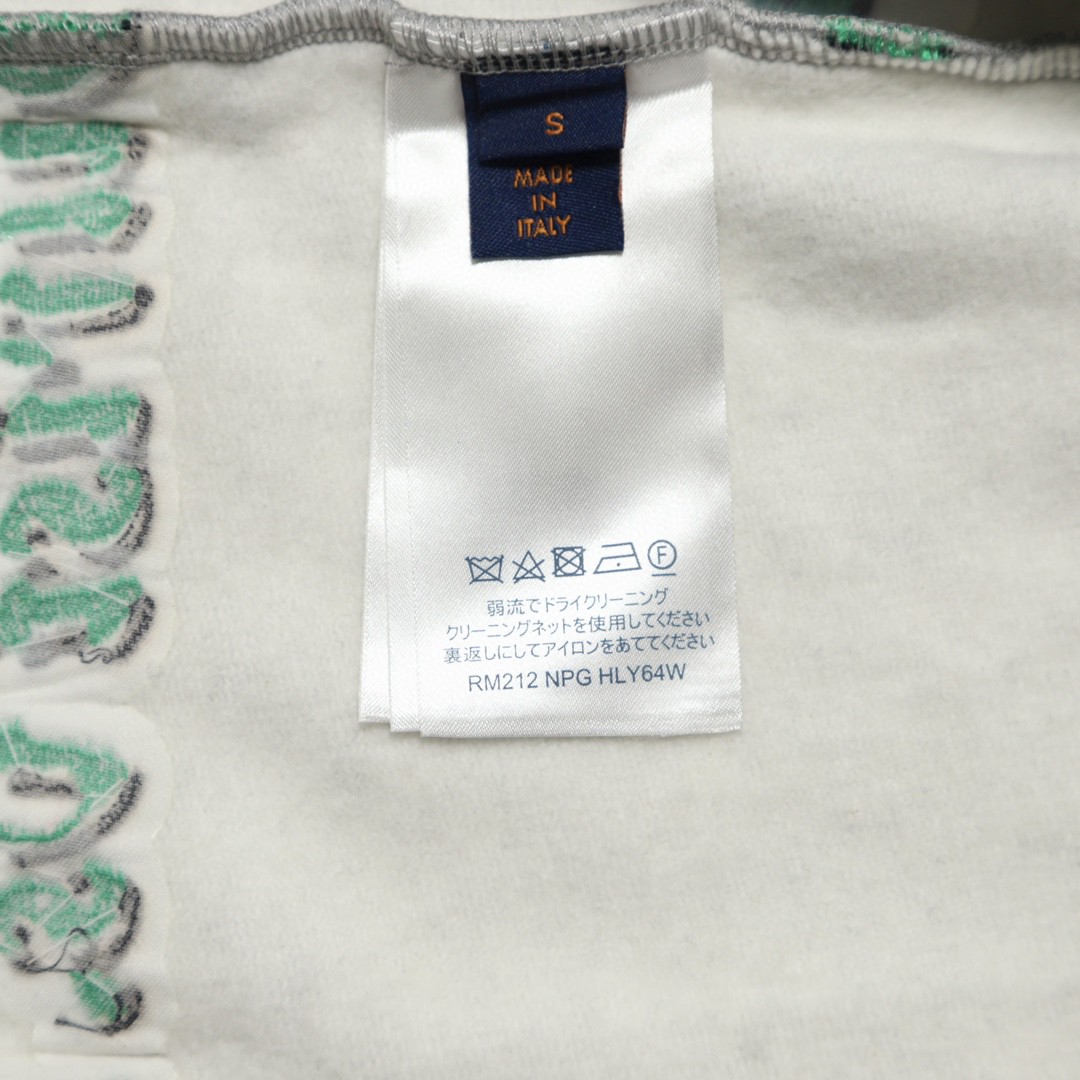 S
MADE
IN
ITALY
F
弱流でドライクリーニング
クリーニングネットを使用してください
裏返しにしてアイロンをあててください
RM212 NPG HLY64W